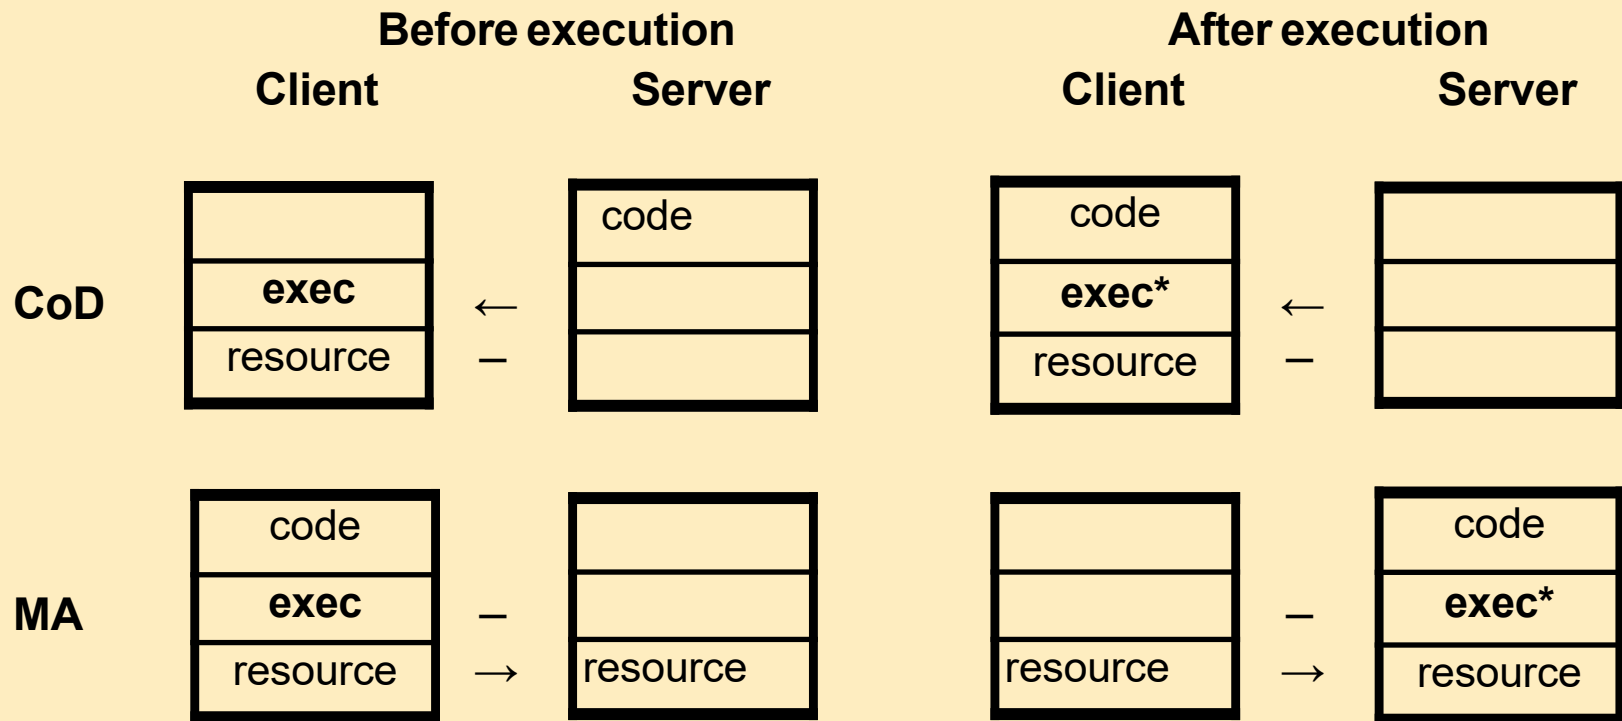 Before execution After execution
Client Server Client Server
code code
CoD exec ← exec* ←
resource – resource –
code code
MA exec – – exec*
resource → resource resource → resource